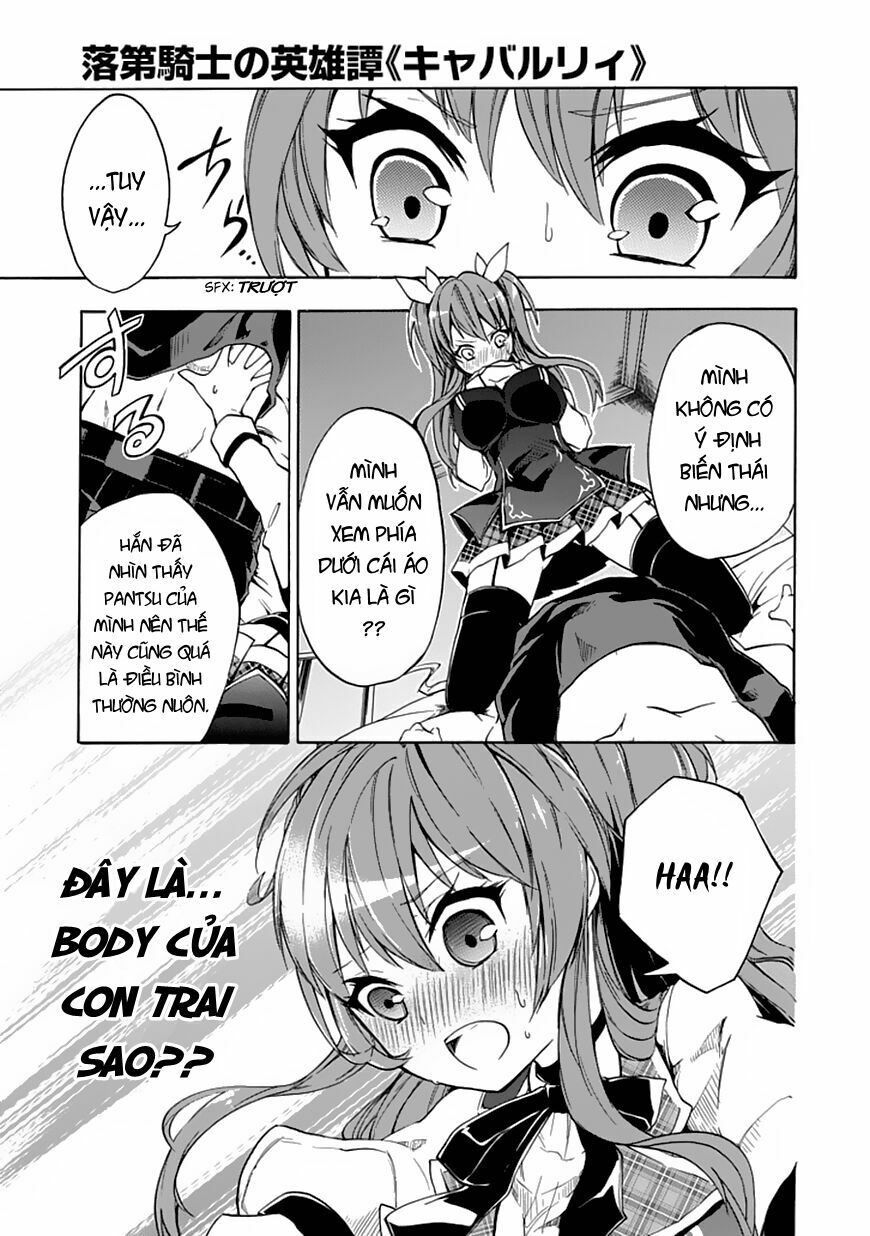 落第騎士の英雄譚《キャバルリィ》
...TUY
VẬY...
ちら...
SFX: TRƯỢT
MÌNH
KHÔNG CÓ
Ý ĐỊNH
BIẾN THÁI
NHƯNG...
MÌNH
VẪN MUỐN
XEM PHÍA
DƯỚI CÁI ÁO
KIA LÀ GÌ
??
HẮN ĐÃ
NHÌN THẤY
PANTSU CỦA
MÌNH NÊN THẾ
NÀY CŨNG QUÁ
LÀ ĐIỀU BÌNH
THƯỜNG NUÔN.
HAA!!
ĐÂY LÀ...
BODY CỦA
CON TRAI
SAO??